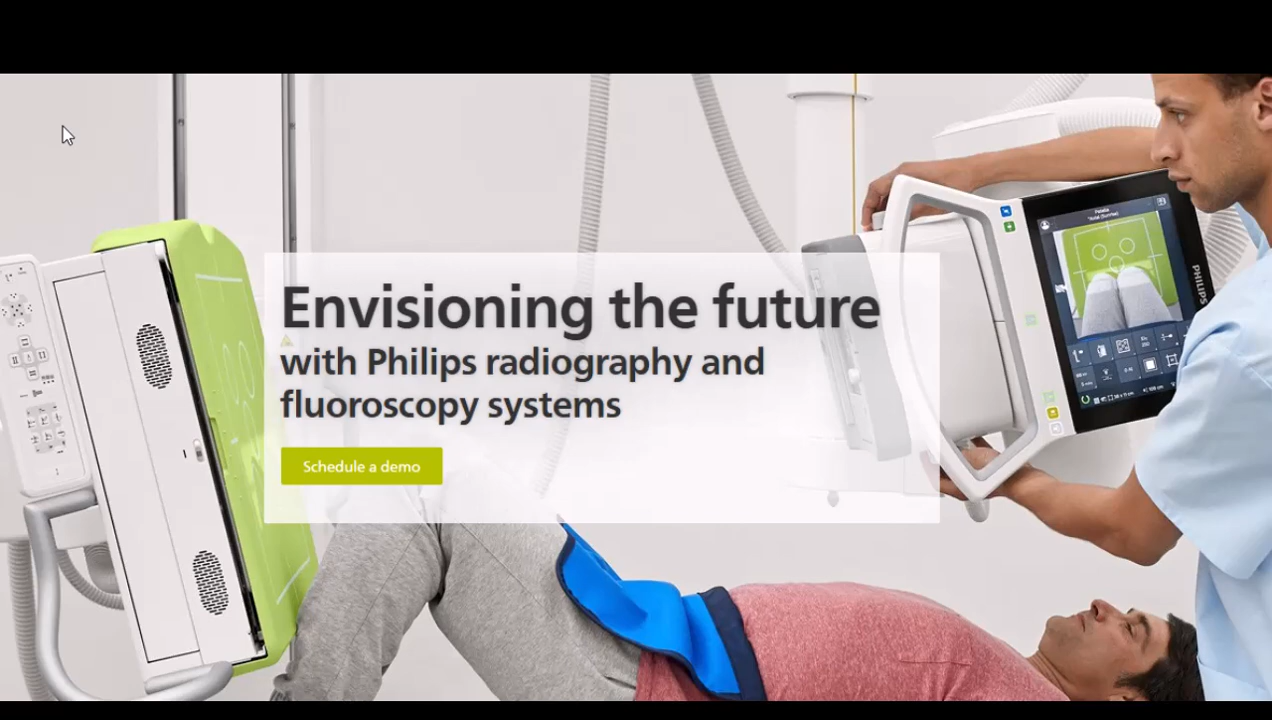 Envisioning the future
with Philips radiography and
fluoroscopy systems
Schedule a demo
PHILIPS